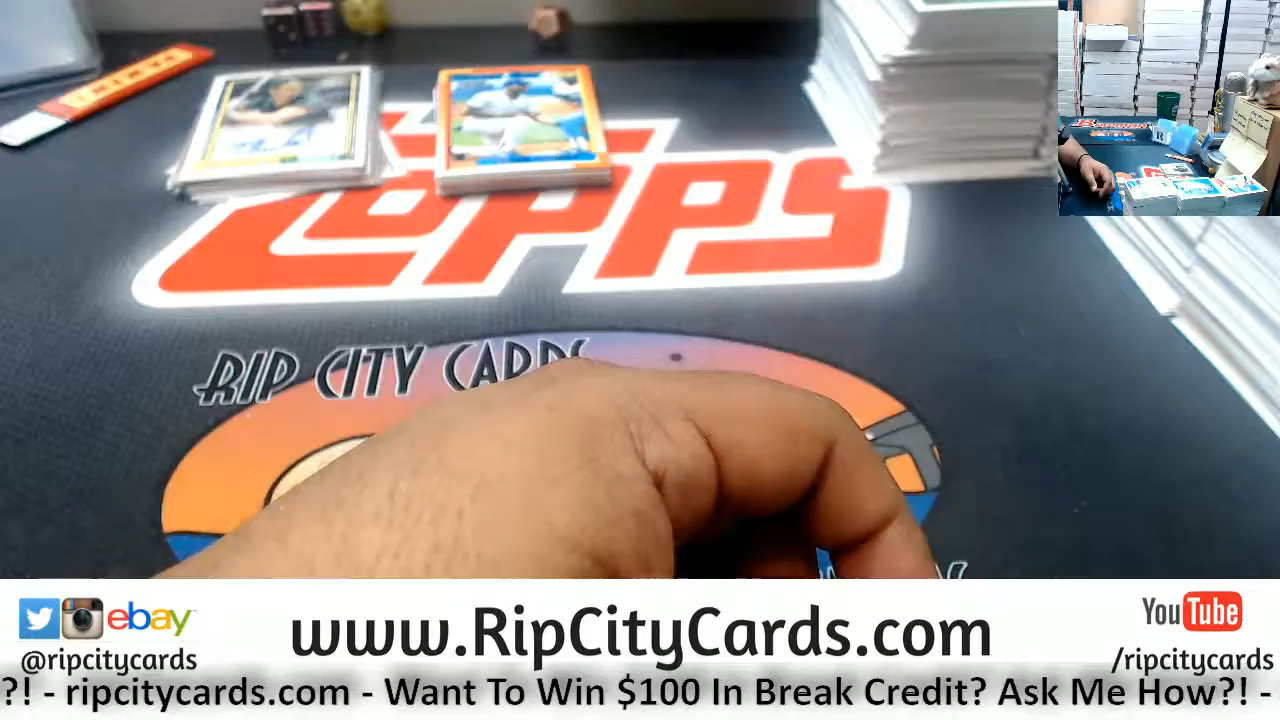 TOPPS
RIP CITY CARDS
www.RipCityCards.com
ebay
@ripcitycards
YouTube
/ripcitycards
?! - ripcitycards.com - Want To Win $100 In Break Credit? Ask Me How?! -